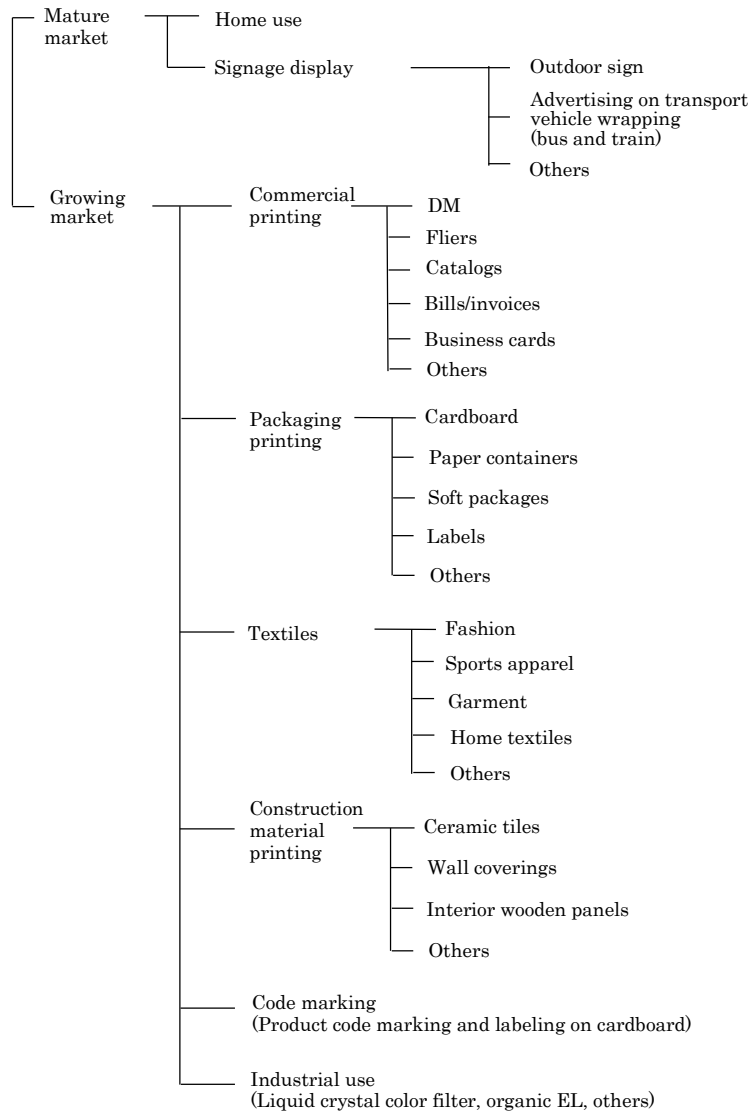 Mature
market
Home use
Signage display
Outdoor sign
Advertising on transport
vehicle wrapping
(bus and train)
Others
Growing
market
Commercial
printing
DM
Fliers
Catalogs
Bills/invoices
Business cards
Others
Packaging
printing
Cardboard
Paper containers
Soft packages
Labels
Others
Textiles
Fashion
Sports apparel
Garment
Home textiles
Others
Construction
material
printing
Ceramic tiles
Wall coverings
Interior wooden panels
Others
Code marking
(Product code marking and labeling on cardboard)
Industrial use
(Liquid crystal color filter, organic EL, others)